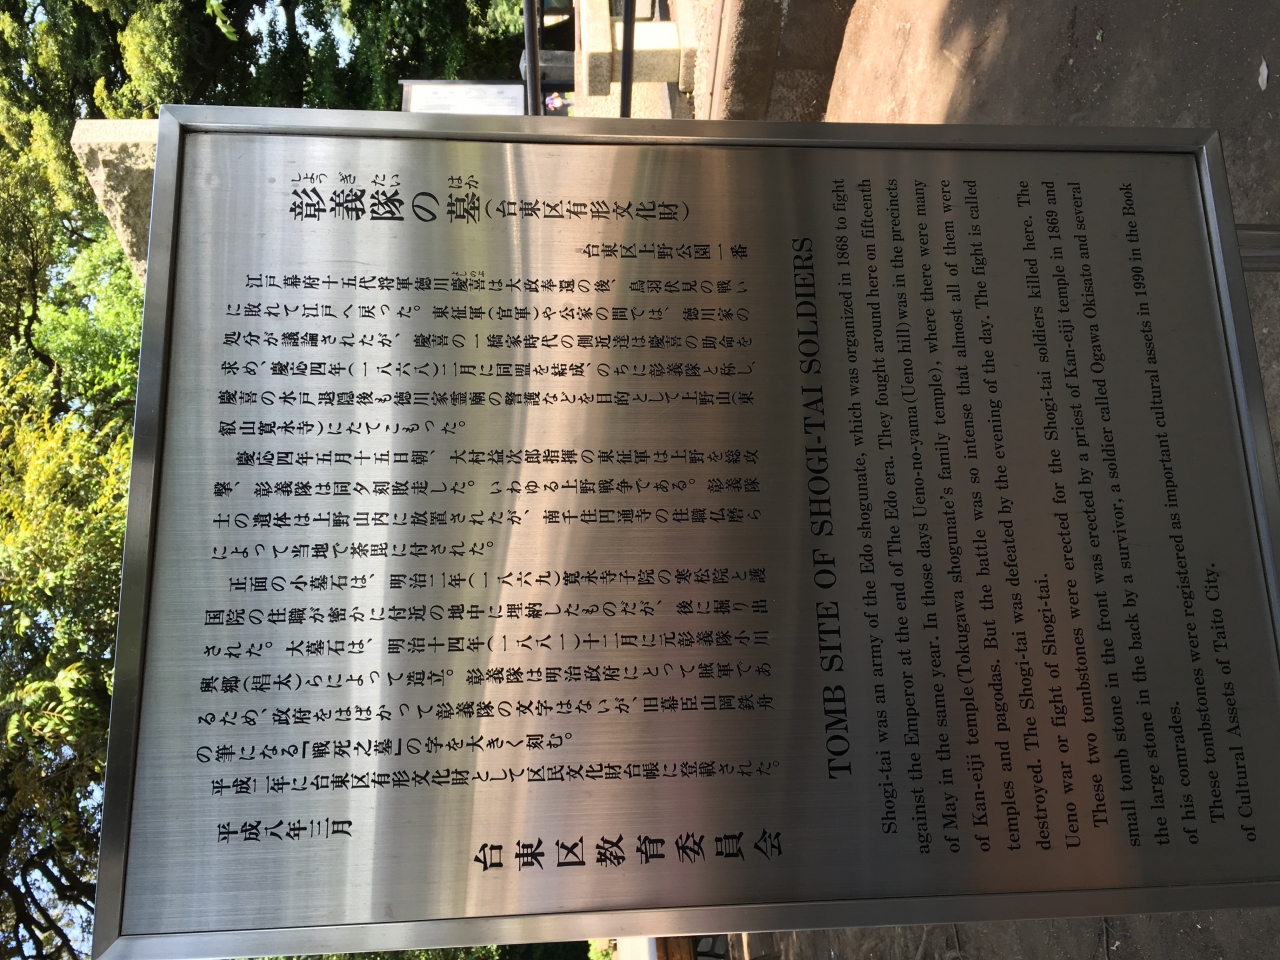 彰義隊の墓(台東区有形文化財)
しょうぎたい はか
台東区上野公園一番
江戸幕府十五代将軍徳川慶喜は大政奉還の後、鳥羽伏見の戦い
よしのぶ
に敗れて江戸へ戻った。東征軍(官軍)や公家の間では、徳川家の
処分が議論されたが、慶喜の一橋家時代の側近達は慶喜の助命を
求め、慶応四年(一八六八)二月に同盟を結成、のちに彰義隊と称し、
慶喜の水戸退隠後も徳川家霊廟の警護などを目的として上野山(東
叡山寛永寺)にたてこもった。
慶応四年五月十五日朝、大村益次郎指揮の東征軍は上野を総攻
撃、彰義隊は同夕刻敗走した。いわゆる上野戦争である。彰義隊
士の遺体は上野山内に放置されたが、南千住円通寺の住職仏磨ら
によって当地で荼毘に付された。
正面の小墓石は、明治二年(一八六九)寛永寺子院の寒松院と護
国院の住職が密かに付近の地中に埋納したものだが、後に掘り出
された。大墓石は、明治十四年(一八八一)十二月に元彰義隊小川
興郷(椙太)らによって造立。彰義隊は明治政府にとって賊軍であ
るため、政府をはばかって彰義隊の文字はないが、旧幕臣山岡鉄舟
の筆になる「戦死之墓」の字を大きく刻む。
平成二年に台東区有形文化財として区民文化財台帳に登載された。
平成八年三月
台東区教育委員会
TOMB SITE OF SHOGI-TAI SOLDIERS
Shogi-tai was an army of the Edo shogunate, which was organized in 1868 to fight
against the Emperor at the end of The Edo era. They fought around here on fifteenth
of May in the same year. In those days Ueno-no-yama(Ueno hill) was in the precincts
of Kan-eiji temple(Tokugawa shogunate's family temple), where there were many
temples and pagodas. But the battle was so intense that almost all of them were
destroyed. The Shogi-tai was defeated by the evening of the day. The fight is called
Ueno war or fight of Shogi-tai.
These two tombstones were erected for the Shogi-tai soldiers killed here. The
small tomb stone in the front was erected by a priest of Kan-eiji temple in 1869 and
the large stone in the back by a survivor, a soldier called Ogawa Okisato and several
of his comrades.
These tombstones were registered as important cultural assets in 1990 in the Book
of Cultural Assets of Taito City.